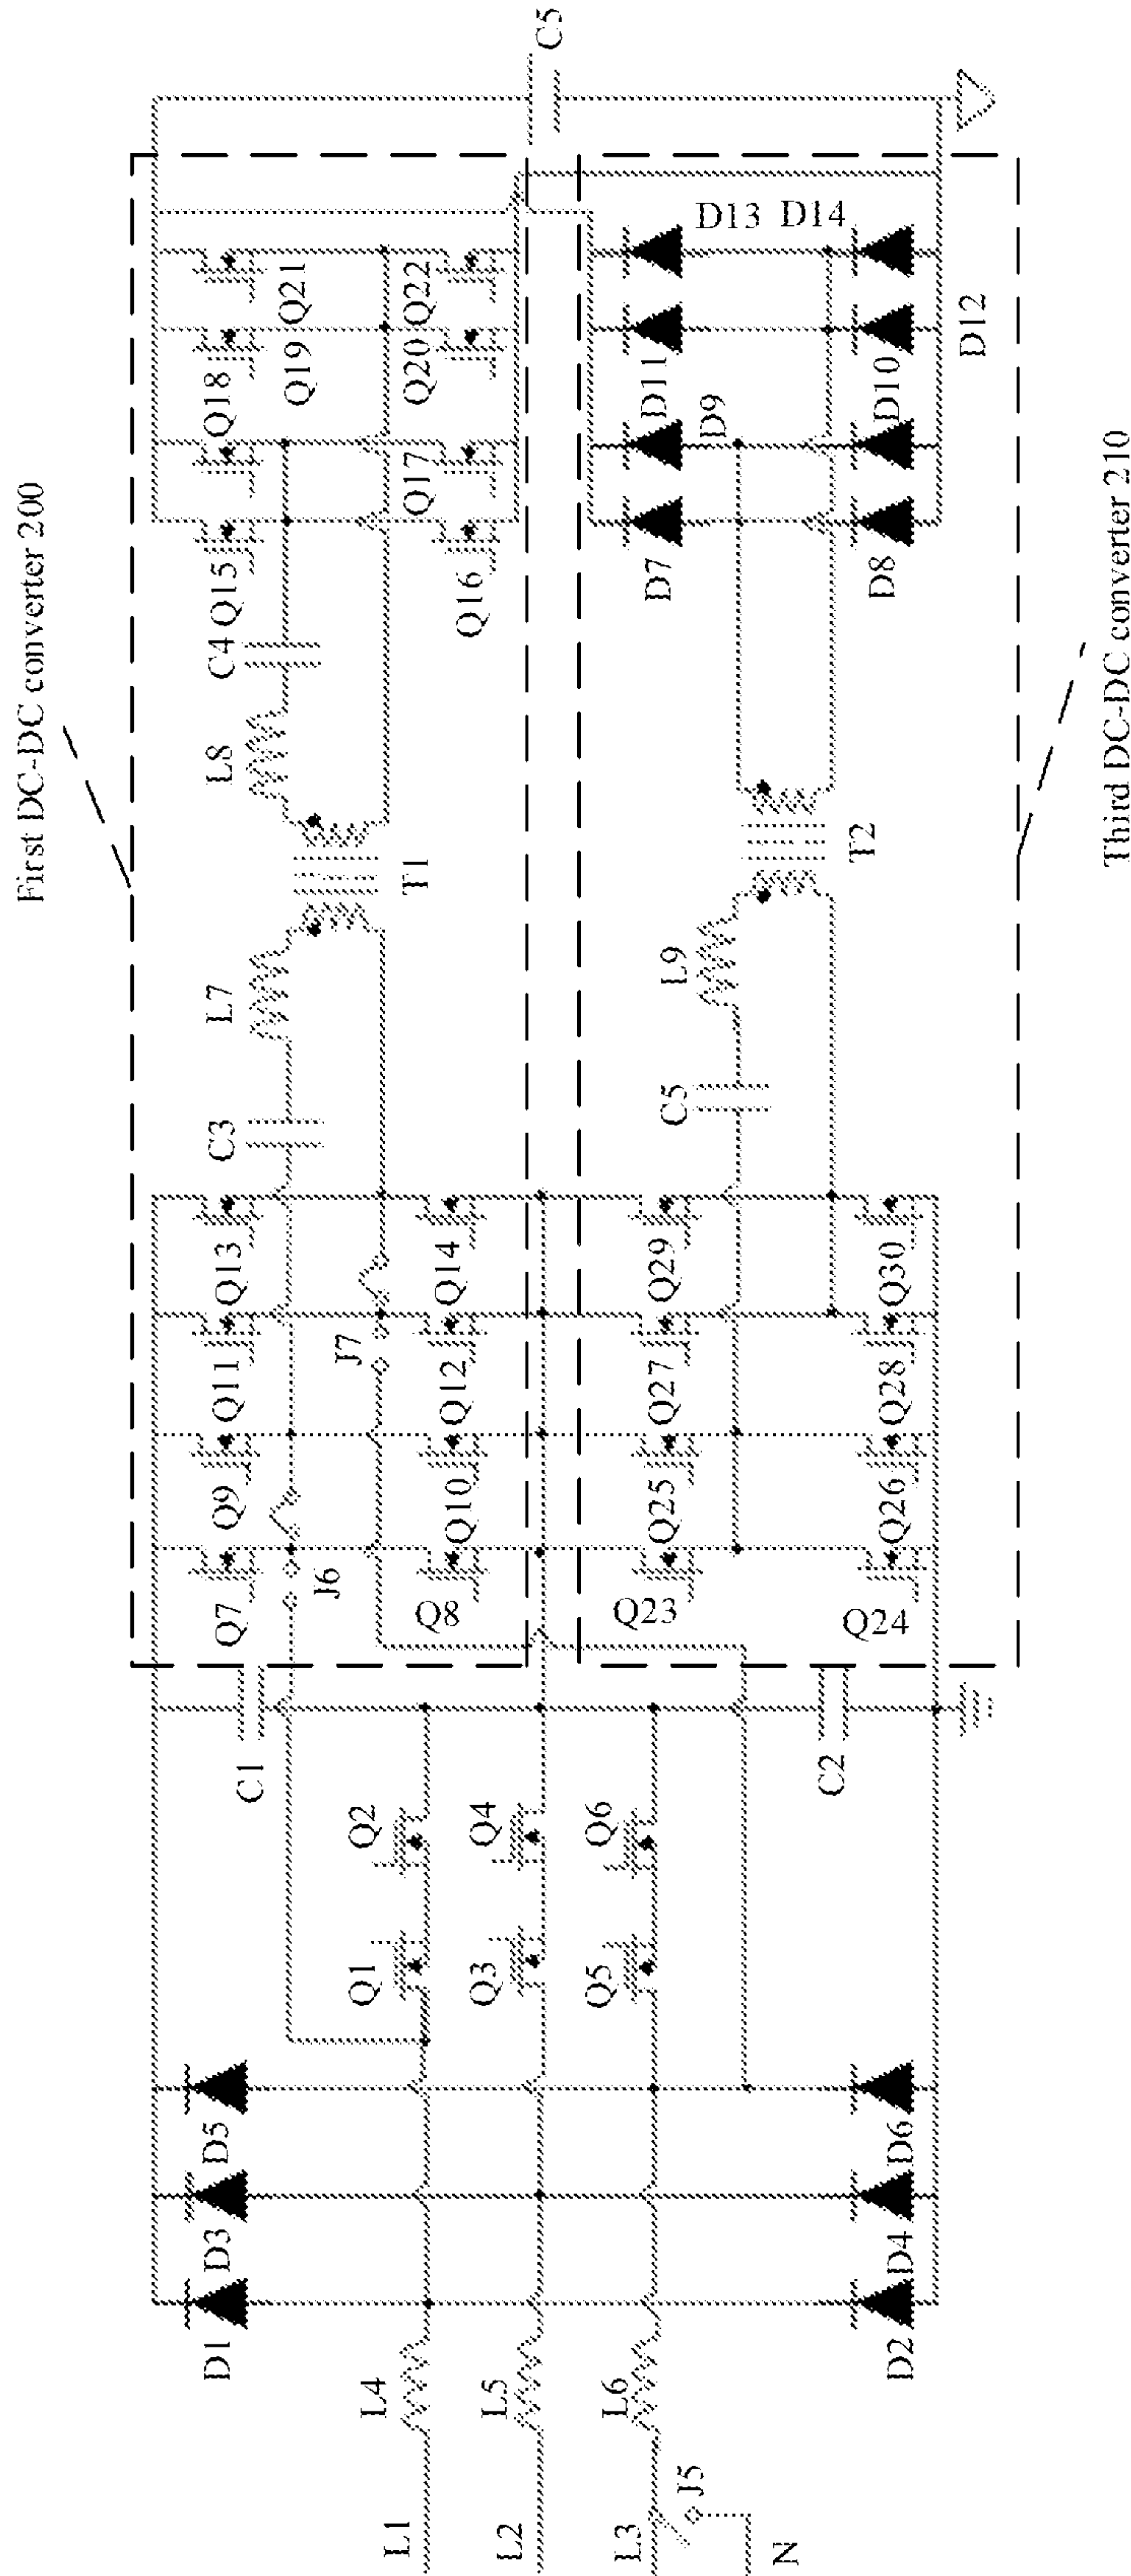 First DC-DC converter 200
Third DC-DC converter 210
L1
L2
L3
N
J5
L4
L5
L6
D1
D3
D5
D2
D4
D6
Q1
Q2
Q3
Q4
Q5
Q6
C1
C2
Q7
Q9
Q11
Q13
J6
J7
Q8
Q10
Q12
Q14
Q23
Q25
Q27
Q29
Q24
Q26
Q28
Q30
C3
L7
T1
L8
C4
C5
L9
T2
Q15
Q18
Q19
Q21
Q16
Q17
Q20
Q22
D7
D9
D11
D13
D14
D8
D10
D12
C5